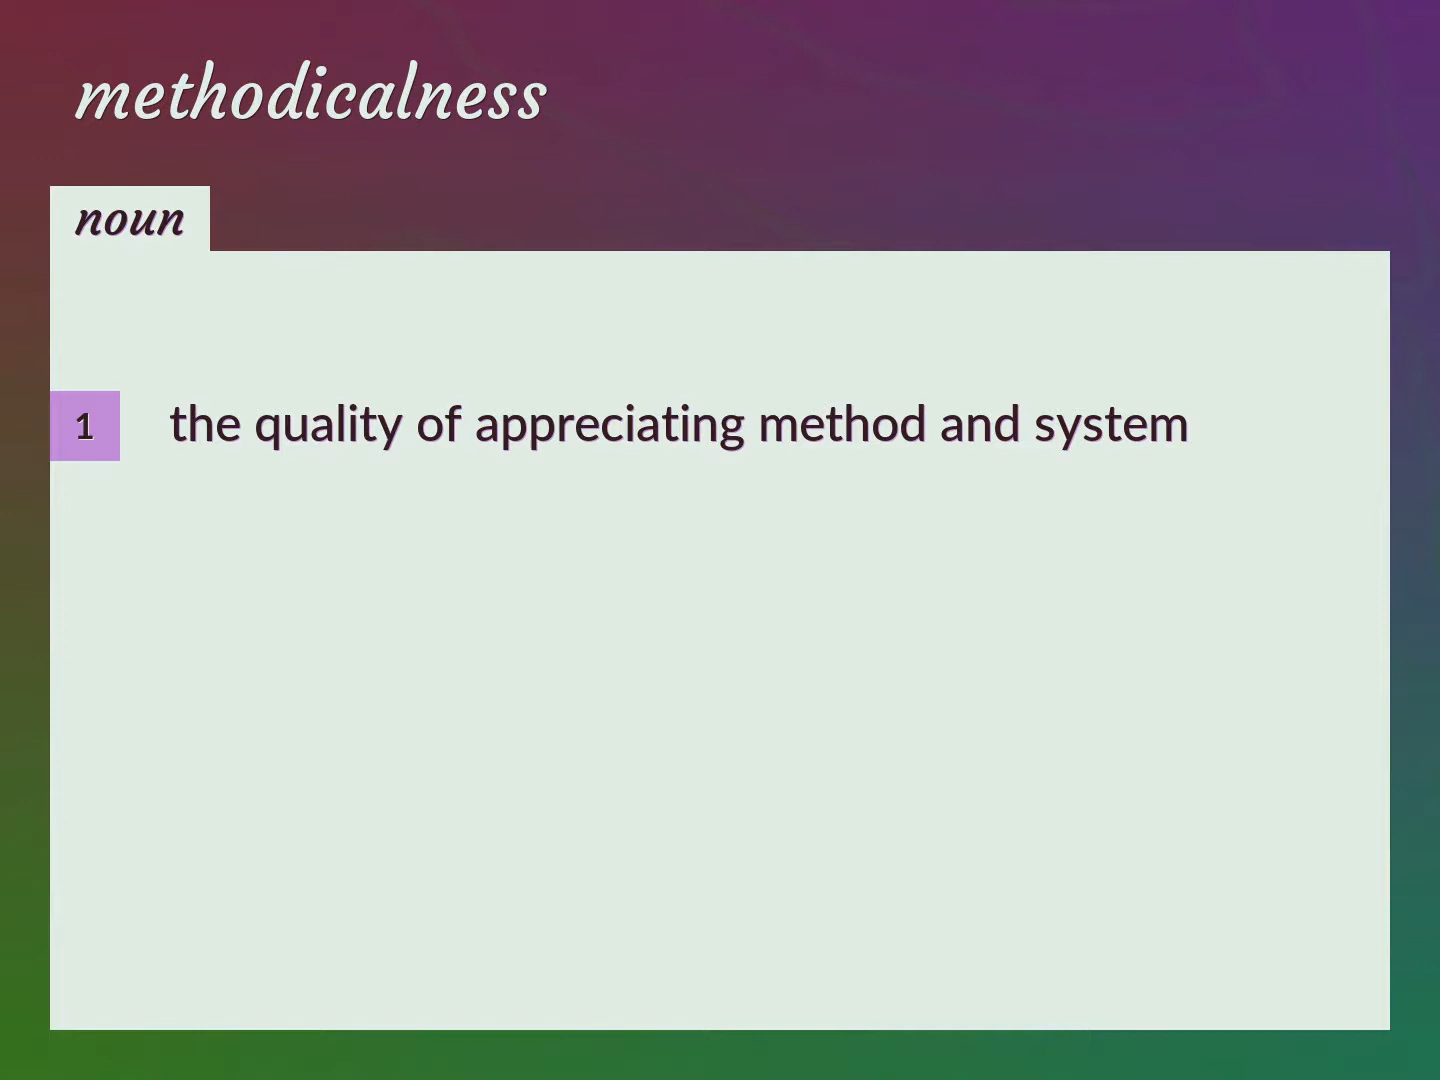 methodicalness
noun
1 the quality of appreciating method and system